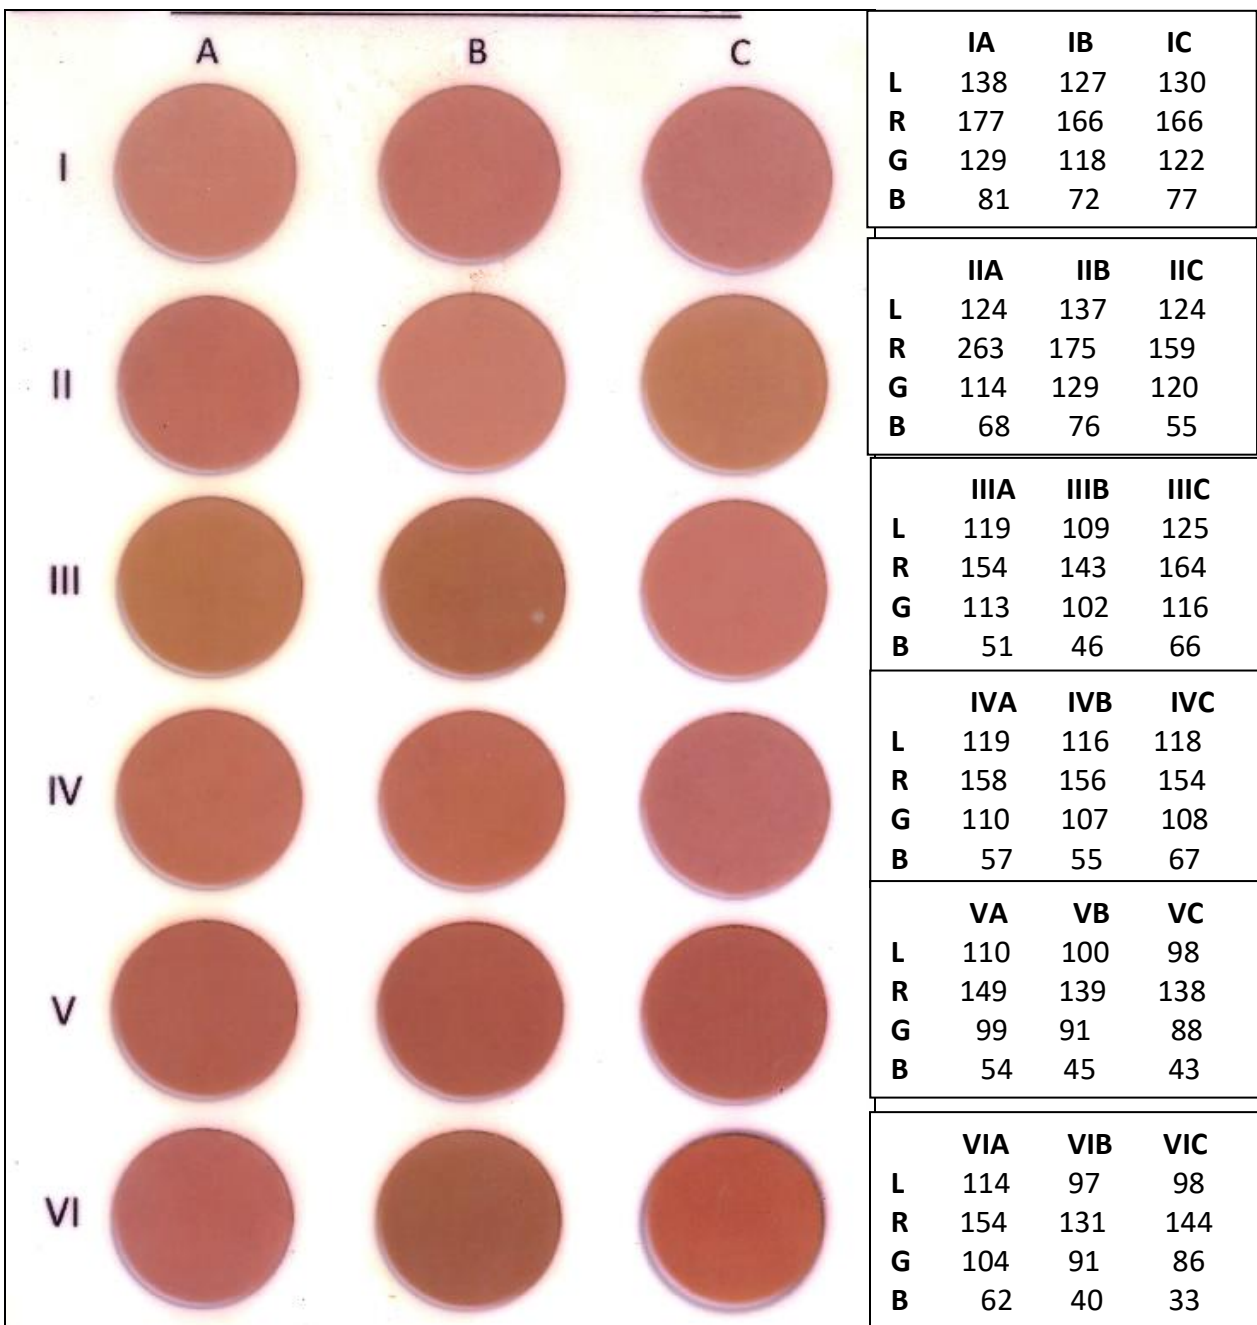 A B C
I
II
III
IV
V
VI
IA IB IC
L 138 127 130
R 177 166 166
G 129 118 122
B 81 72 77
IIA IIB IIC
L 124 137 124
R 263 175 159
G 114 129 120
B 68 76 55
IIIA IIIB IIIC
L 119 109 125
R 154 143 164
G 113 102 116
B 51 46 66
IVA IVB IVC
L 119 116 118
R 158 156 154
G 110 107 108
B 57 55 67
VA VB VC
L 110 100 98
R 149 139 138
G 99 91 88
B 54 45 43
VIA VIB VIC
L 114 97 98
R 154 131 144
G 104 91 86
B 62 40 33